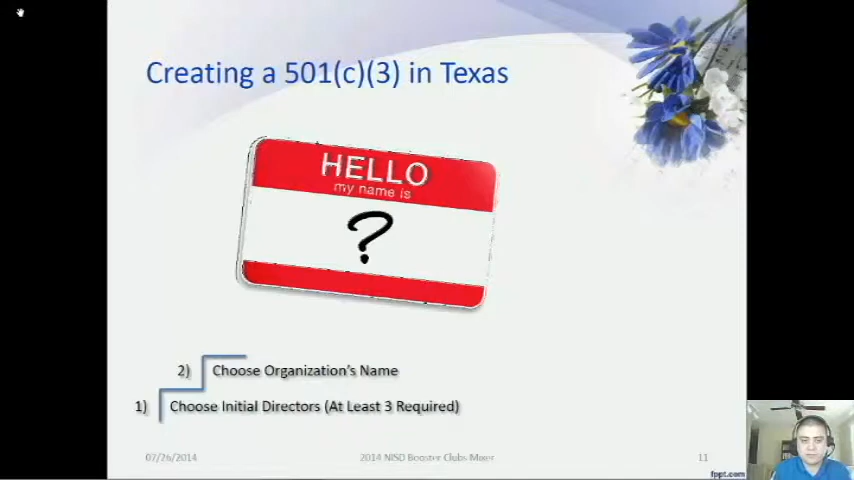 Creating a 501(c)(3) in Texas
HELLO
my name is
?
2) Choose Organization's Name
1) Choose Initial Directors (At Least 3 Required)
07/26/2014 2014 NISD Booster Clubs Mixer 11
fppt.com